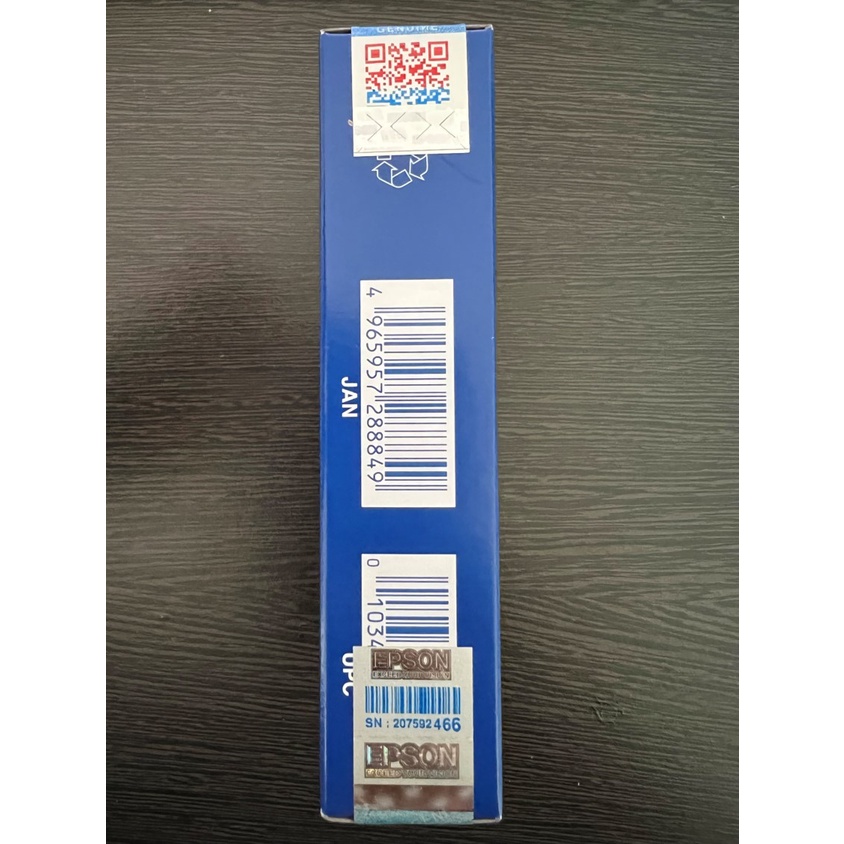 GENUINE
4 965957 288849
JAN
0 1034
UPC
EPSON
SN : 207592466
EPSON